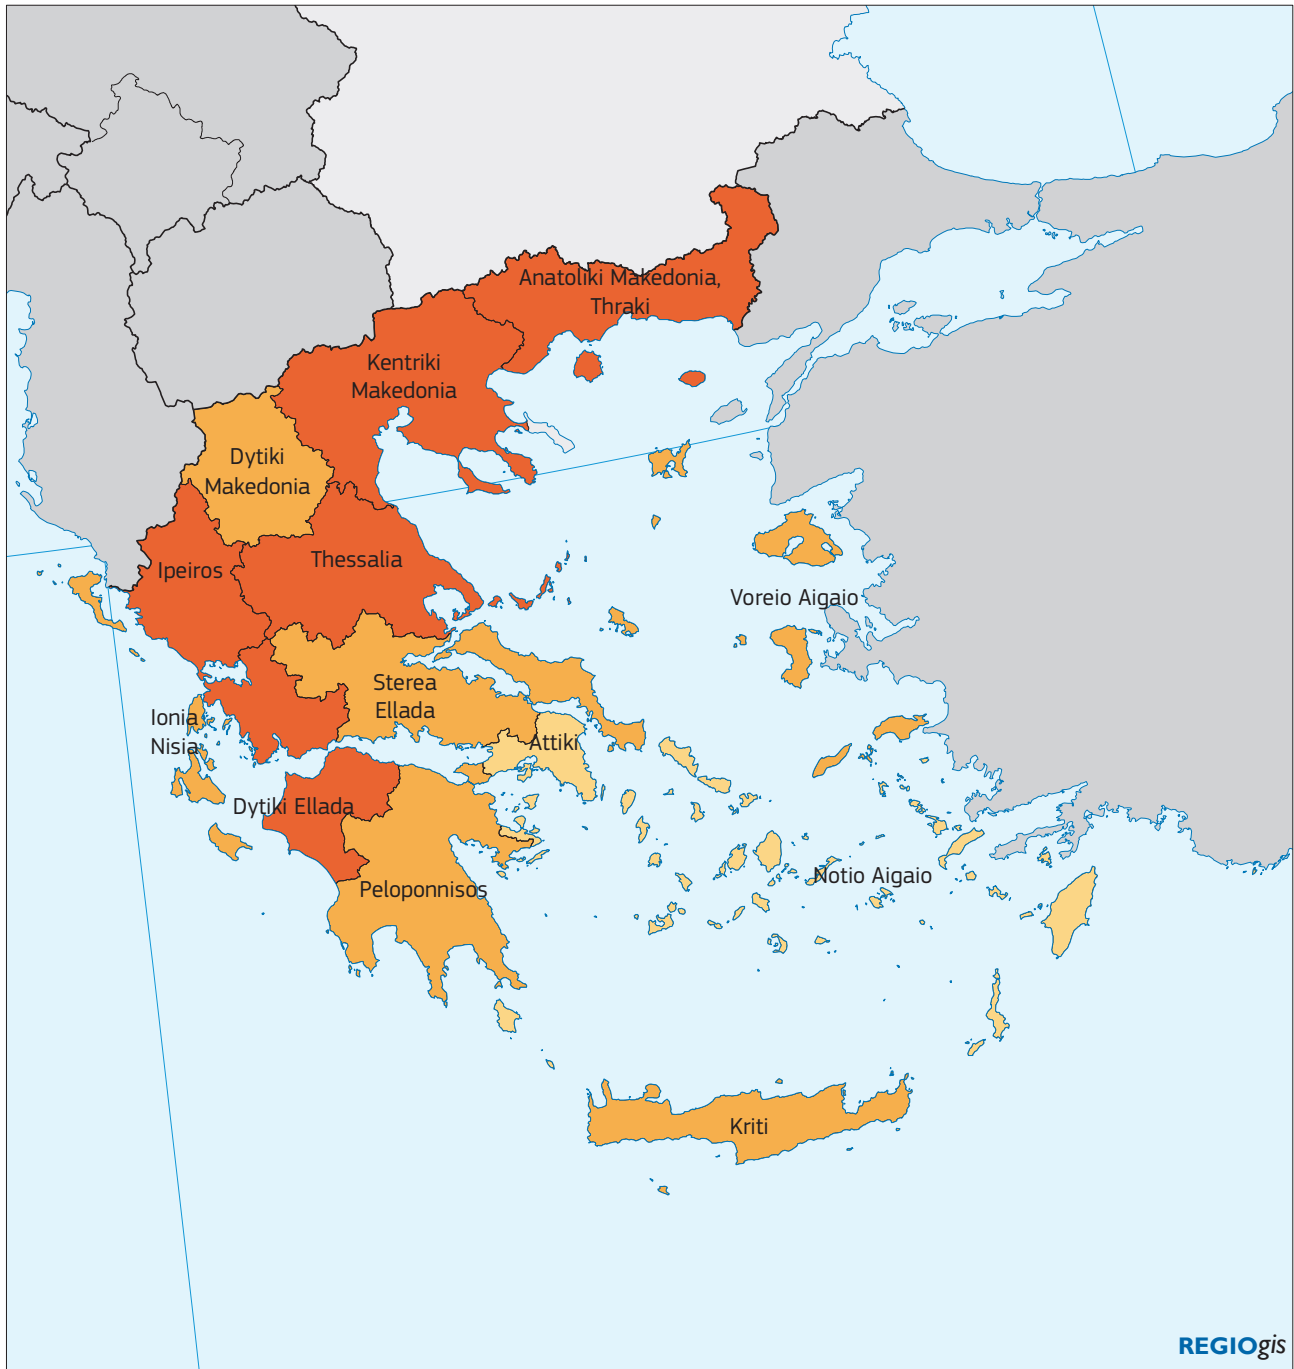 Anatoliki Makedonia,
Thraki
Kentriki
Makedonia
Dytiki
Makedonia
Ipeiros
Thessalia
Voreio Aigaio
Sterea
Ellada
Ionia
Nisia
Attiki
Dytiki Ellada
Notio Aigaio
Peloponnisos
Kriti
REGIOgis